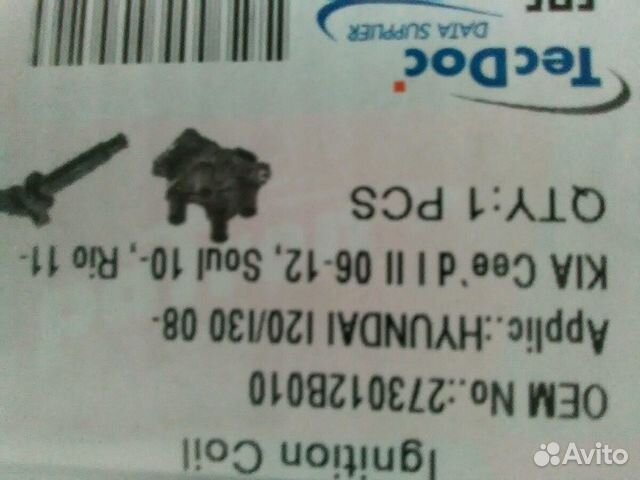 Ignition Coil
OEM No.:273012B010
Applic.:HYUNDAI I20/I30 08-
KIA Cee`d I II 06-12, Soul 10-, Rio 11-
QTY:1 PCS
TecDoc
DATA SUPPLIER
EAC
Avito